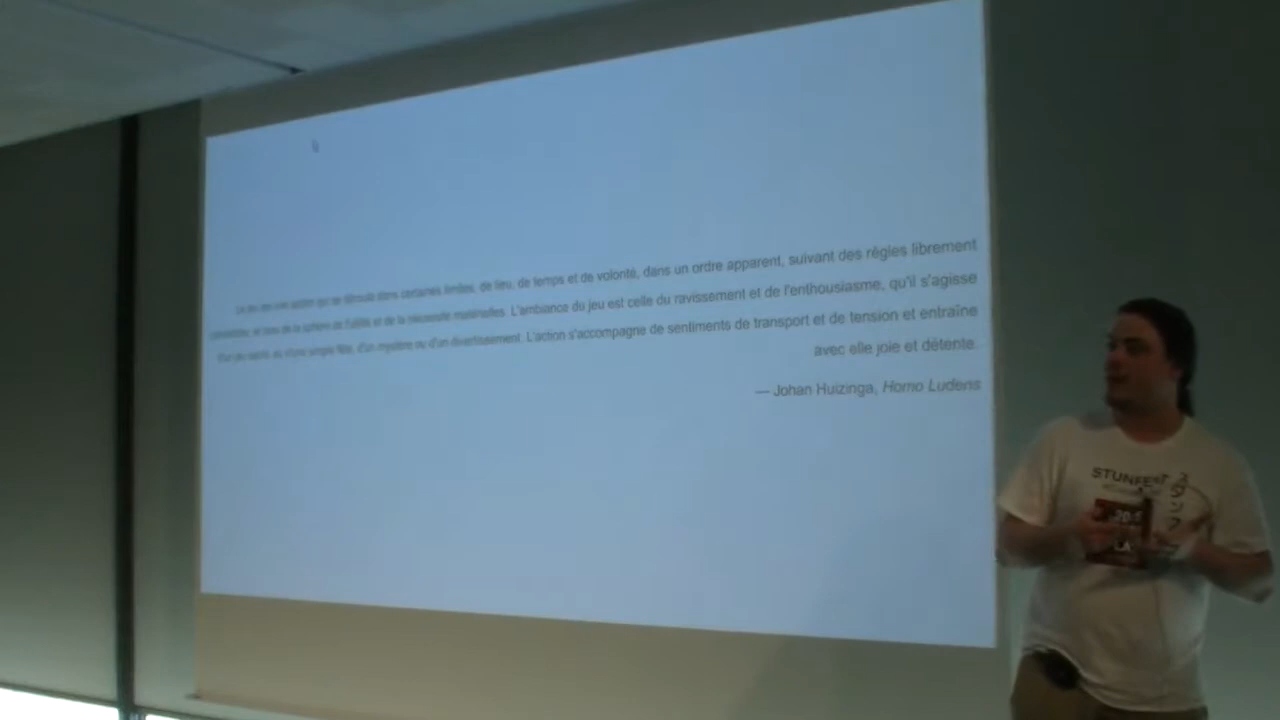 Le jeu est une action qui se déroule dans certaines limites, de lieu, de temps et de volonté, dans un ordre apparent, suivant des règles librement
consenties, et hors de la sphère de l'utilité et de la nécessité matérielles. L'ambiance du jeu est celle du ravissement et de l'enthousiasme, qu'il s'agisse
d'un jeu sacré, ou d'une simple fête, d'un mystère ou d'un divertissement. L'action s'accompagne de sentiments de transport et de tension et entraîne
avec elle joie et détente.
— Johan Huizinga, Homo Ludens
STUNFEST
LA